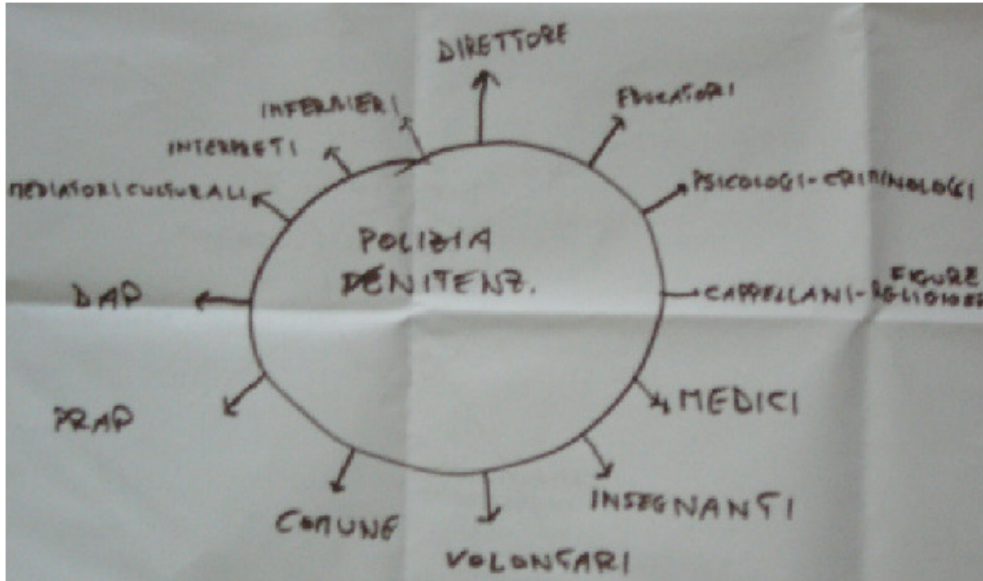 DIRETTORE
EDUCATORI
PSICOLOGI-CRIMINOLOGI
CAPPELLANI-FIGURE RELIGIOSE
MEDICI
INSEGNANTI
VOLONTARI
COMUNE
PRAP
DAP
MEDIATORI CULTURALI
INTERPRETI
INFERMIERI
POLIZIA
PENITENZ.